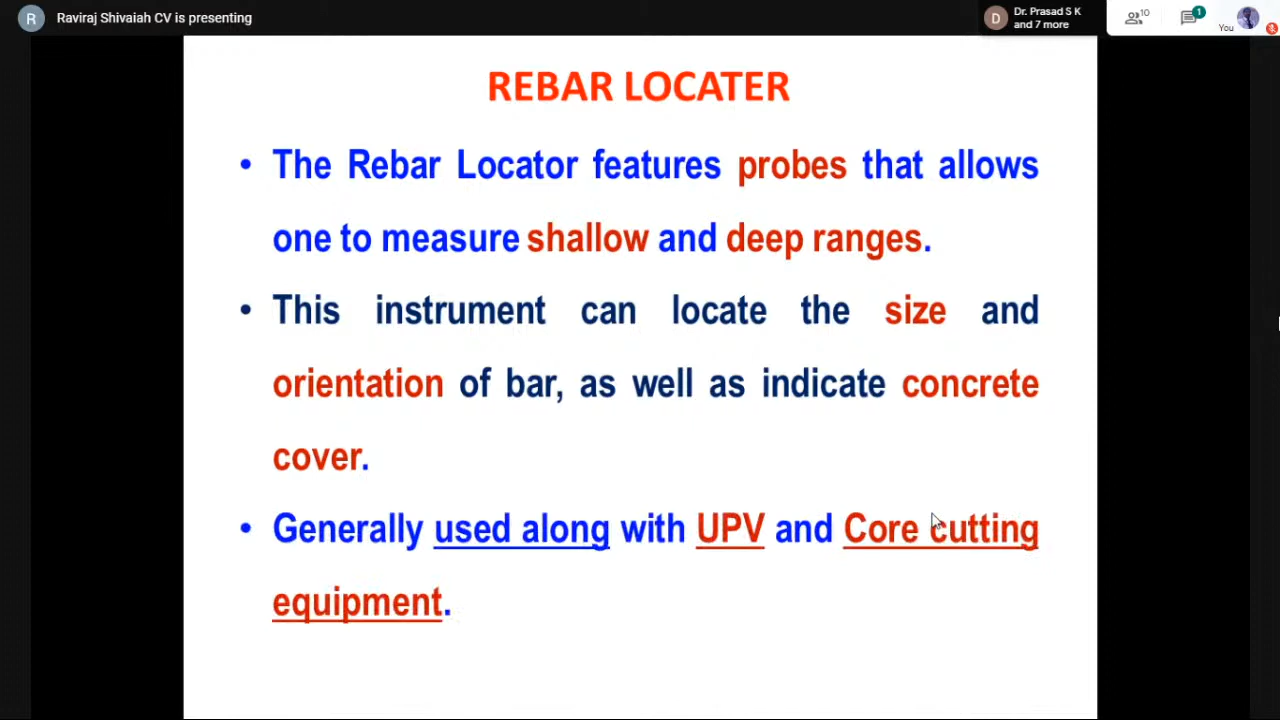 R
Raviraj Shivaiah CV is presenting
D
Dr. Prasad S K
and 7 more
10
1
You
REBAR LOCATER
• The Rebar Locator features probes that allows
one to measure shallow and deep ranges.
• This instrument can locate the size and
orientation of bar, as well as indicate concrete
cover.
• Generally used along with UPV and Core cutting
equipment.